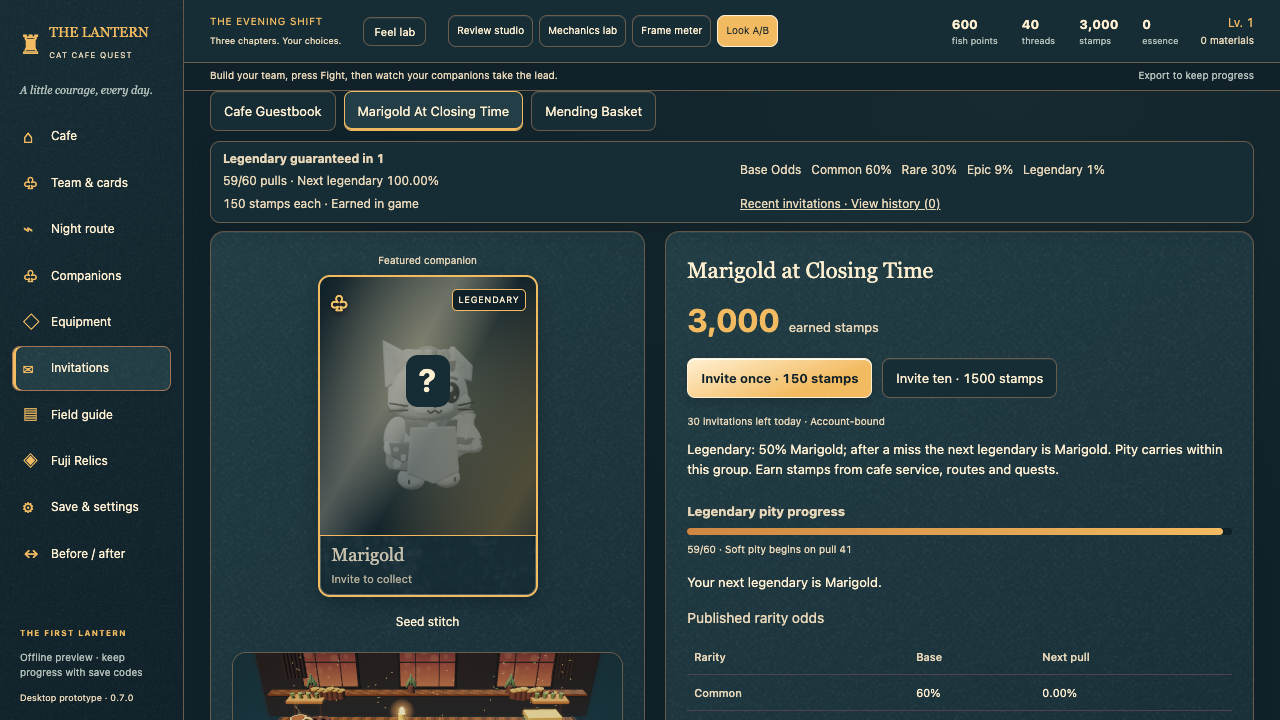 THE LANTERN
CAT CAFE QUEST
A little courage, every day.
Cafe
Team & cards
Night route
Companions
Equipment
Invitations
Field guide
Fuji Relics
Save & settings
Before / after
THE FIRST LANTERN
Offline preview · keep
progress with save codes
Desktop prototype · 0.7.0
THE EVENING SHIFT
Three chapters. Your choices.
Feel lab
Review studio
Mechanics lab
Frame meter
Look A/B
600
fish points
40
threads
3,000
stamps
0
essence
Lv. 1
0 materials
Build your team, press Fight, then watch your companions take the lead.
Export to keep progress
Cafe Guestbook
Marigold At Closing Time
Mending Basket
Legendary guaranteed in 1
59/60 pulls · Next legendary 100.00%
150 stamps each · Earned in game
Base Odds Common 60% Rare 30% Epic 9% Legendary 1%
Recent invitations · View history (0)
Featured companion
LEGENDARY
?
Marigold
Invite to collect
Seed stitch
Marigold at Closing Time
3,000 earned stamps
Invite once · 150 stamps
Invite ten · 1500 stamps
30 invitations left today · Account-bound
Legendary: 50% Marigold; after a miss the next legendary is Marigold. Pity carries within
this group. Earn stamps from cafe service, routes and quests.
Legendary pity progress
59/60 · Soft pity begins on pull 41
Your next legendary is Marigold.
Published rarity odds
Rarity Base Next pull
Common 60% 0.00%